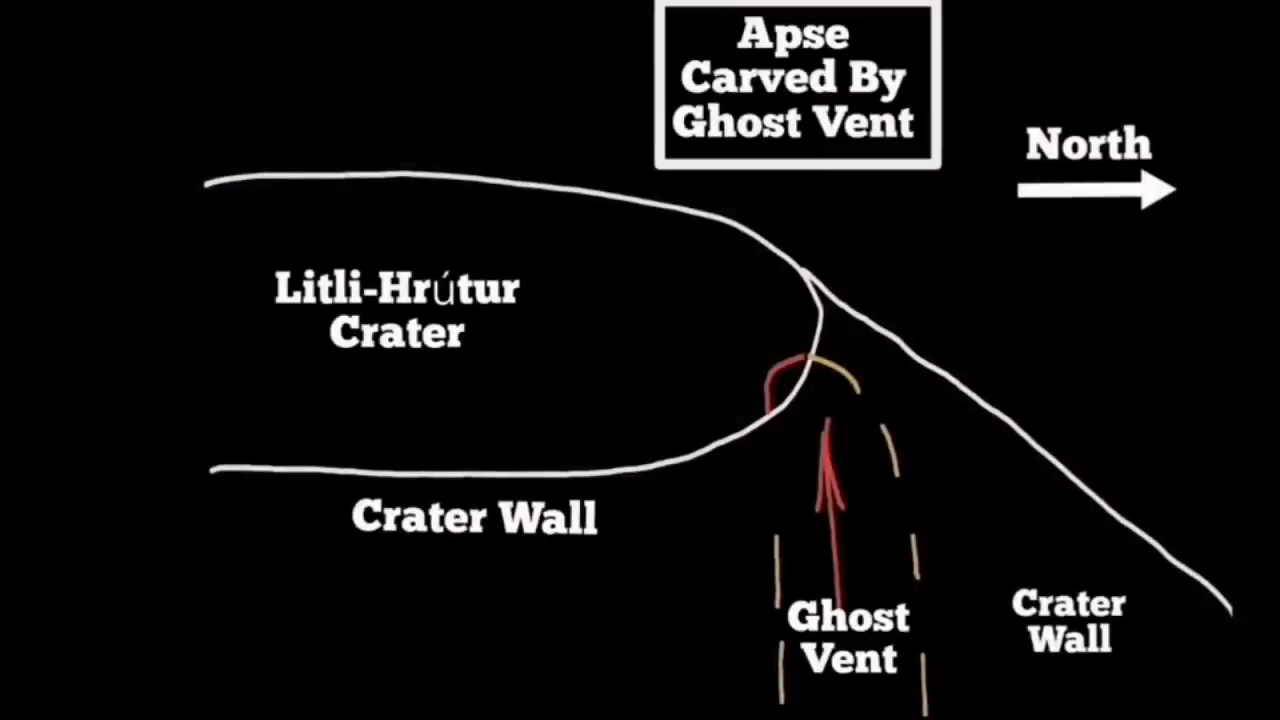 Apse
Carved By
Ghost Vent
North
Litli-Hrútur
Crater
Crater Wall
Ghost
Vent
Crater
Wall